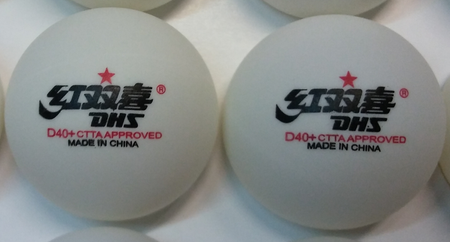 红双喜®
DHS
D40+CTTA APPROVED
MADE IN CHINA
红双喜®
DHS
D40+CTTA APPROVED
MADE IN CHINA